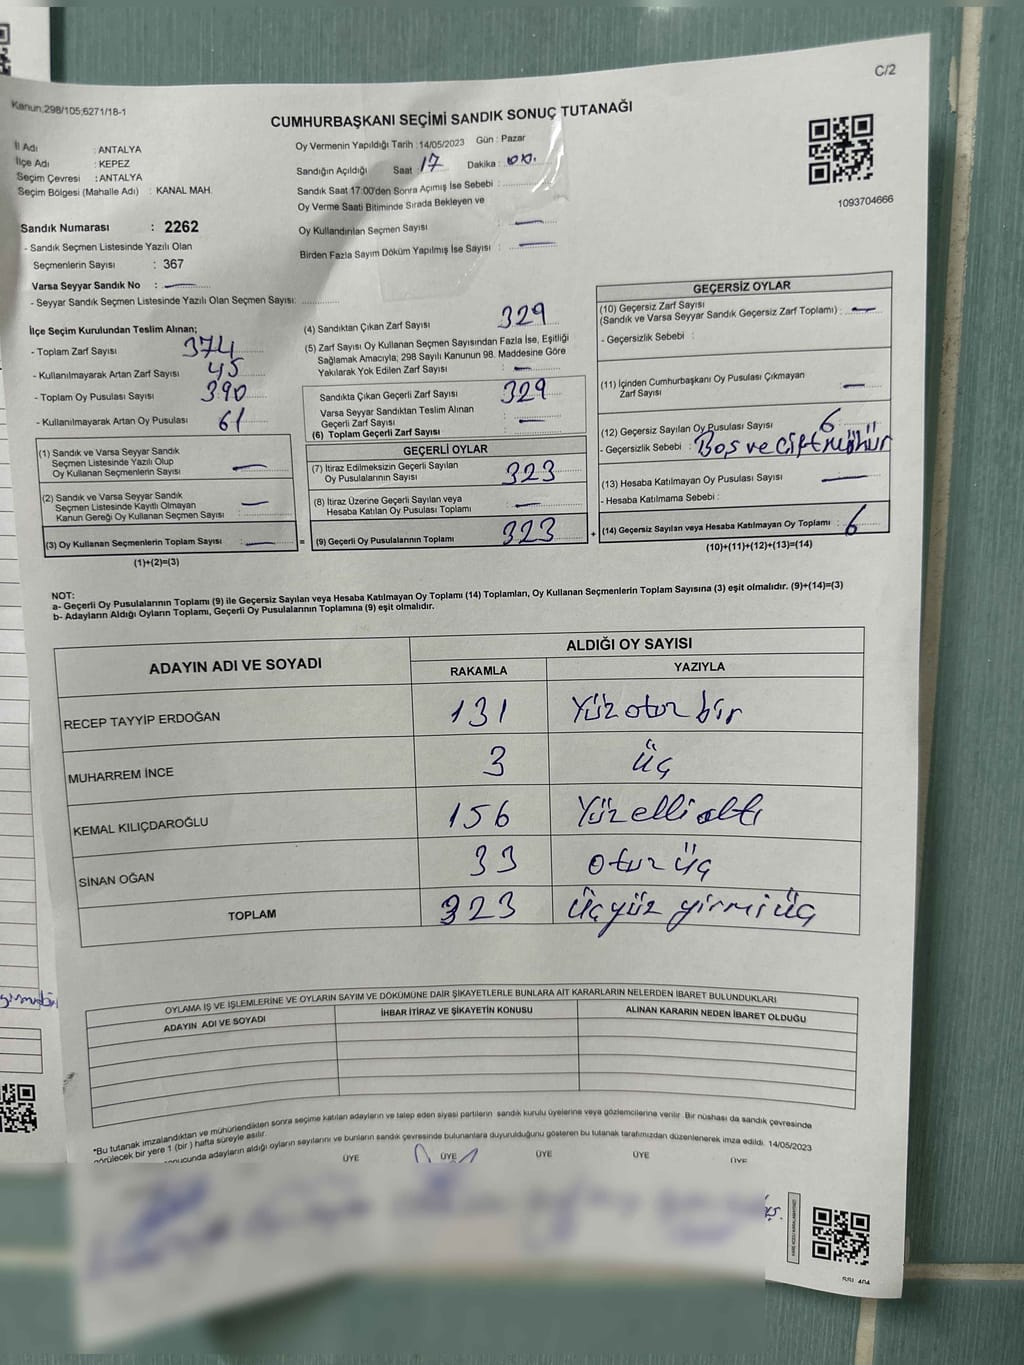 C/2
Kanun;298/105;6271/18-1
CUMHURBAŞKANI SEÇİMİ SANDIK SONUÇ TUTANAĞI
İl Adı : ANTALYA
İlçe Adı : KEPEZ
Seçim Çevresi : ANTALYA
Seçim Bölgesi (Mahalle Adı) : KANAL MAH.
Oy Vermenin Yapıldığı Tarih : 14/05/2023 Gün : Pazar
Sandığın Açıldığı Saat : 17 Dakika : 00.
Sandık Saat 17:00'den Sonra Açımış İse Sebebi :
Oy Verme Saati Bitiminde Sırada Bekleyen ve
Oy Kullandırılan Seçmen Sayısı : —
Birden Fazla Sayım Döküm Yapılmış İse Sayısı : —
1093704666
Sandık Numarası : 2262
- Sandık Seçmen Listesinde Yazılı Olan
Seçmenlerin Sayısı : 367
Varsa Seyyar Sandık No : —
- Seyyar Sandık Seçmen Listesinde Yazılı Olan Seçmen Sayısı:
İlçe Seçim Kurulundan Teslim Alınan;
- Toplam Zarf Sayısı 374
- Kullanılmayarak Artan Zarf Sayısı 45
- Toplam Oy Pusulası Sayısı 390
- Kullanılmayarak Artan Oy Pusulası 61
(1) Sandık ve Varsa Seyyar Sandık
Seçmen Listesinde Yazılı Olup
Oy Kullanan Seçmenlerin Sayısı —
(2) Sandık ve Varsa Seyyar Sandık
Seçmen Listesinde Kayıtlı Olmayan
Kanun Gereği Oy Kullanan Seçmen Sayısı —
(3) Oy Kullanan Seçmenlerin Toplam Sayısı : —
(1)+(2)=(3)
(4) Sandıktan Çıkan Zarf Sayısı 329
(5) Zarf Sayısı Oy Kullanan Seçmen Sayısından Fazla İse, Eşitliği
Sağlamak Amacıyla; 298 Sayılı Kanunun 98. Maddesine Göre
Yakılarak Yok Edilen Zarf Sayısı : —
Sandıkta Çıkan Geçerli Zarf Sayısı 329
Varsa Seyyar Sandıktan Teslim Alınan
Geçerli Zarf Sayısı : —
(6) Toplam Geçerli Zarf Sayısı :
GEÇERLİ OYLAR
(7) İtiraz Edilmeksizin Geçerli Sayılan
Oy Pusulalarının Sayısı 323
(8) İtiraz Üzerine Geçerli Sayılan veya
Hesaba Katılan Oy Pusulası Toplamı : —
= (9) Geçerli Oy Pusulalarının Toplamı 323
GEÇERSİZ OYLAR
(10) Geçersiz Zarf Sayısı
(Sandık ve Varsa Seyyar Sandık Geçersiz Zarf Toplamı) : —
- Geçersizlik Sebebi :
(11) İçinden Cumhurbaşkanı Oy Pusulası Çıkmayan
Zarf Sayısı —
(12) Geçersiz Sayılan Oy Pusulası Sayısı 6
- Geçersizlik Sebebi : Boş ve Çift mühür
(13) Hesaba Katılmayan Oy Pusulası Sayısı —
- Hesaba Katılmama Sebebi :
+ (14) Geçersiz Sayılan veya Hesaba Katılmayan Oy Toplamı : 6
(10)+(11)+(12)+(13)=(14)
NOT:
a- Geçerli Oy Pusulalarının Toplamı (9) ile Geçersiz Sayılan veya Hesaba Katılmayan Oy Toplamı (14) Toplamları, Oy Kullanan Seçmenlerin Toplam Sayısına (3) eşit olmalıdır. (9)+(14)=(3)
b- Adayların Aldığı Oyların Toplamı, Geçerli Oy Pusulalarının Toplamına (9) eşit olmalıdır.
ADAYIN ADI VE SOYADI ALDIĞI OY SAYISI
RAKAMLA YAZIYLA
RECEP TAYYİP ERDOĞAN 131 Yüz otuz bir
MUHARREM İNCE 3 üç
KEMAL KILIÇDAROĞLU 156 Yüz elli altı
SİNAN OĞAN 33 otuz üç
TOPLAM 323 Üçyüz yirmi üç
OYLAMA İŞ VE İŞLEMLERİNE VE OYLARIN SAYIM VE DÖKÜMÜNE DAİR ŞİKAYETLERLE BUNLARA AİT KARARLARIN NELERDEN İBARET BULUNDUKLARI
ADAYIN ADI VE SOYADI İHBAR İTİRAZ VE ŞİKAYETİN KONUSU ALINAN KARARIN NEDEN İBARET OLDUĞU
*Bu tutanak imzalandıktan ve mühürlendikten sonra seçime katılan adayların ve talep eden siyasi partilerin sandık kurulu üyelerine veya gözlemcilerine verilir. Bir nüshası da sandık çevresinde
görülecek bir yere 1 (bir) hafta süreyle asılır.
sonucunda adayların aldığı oyların sayılarını ve bunların sandık çevresinde bulunanlara duyurulduğunu gösteren bu tutanak tarafımızdan düzenlenerek imza edildi. 14/05/2023
ÜYE ÜYE ÜYE ÜYE ÜYE